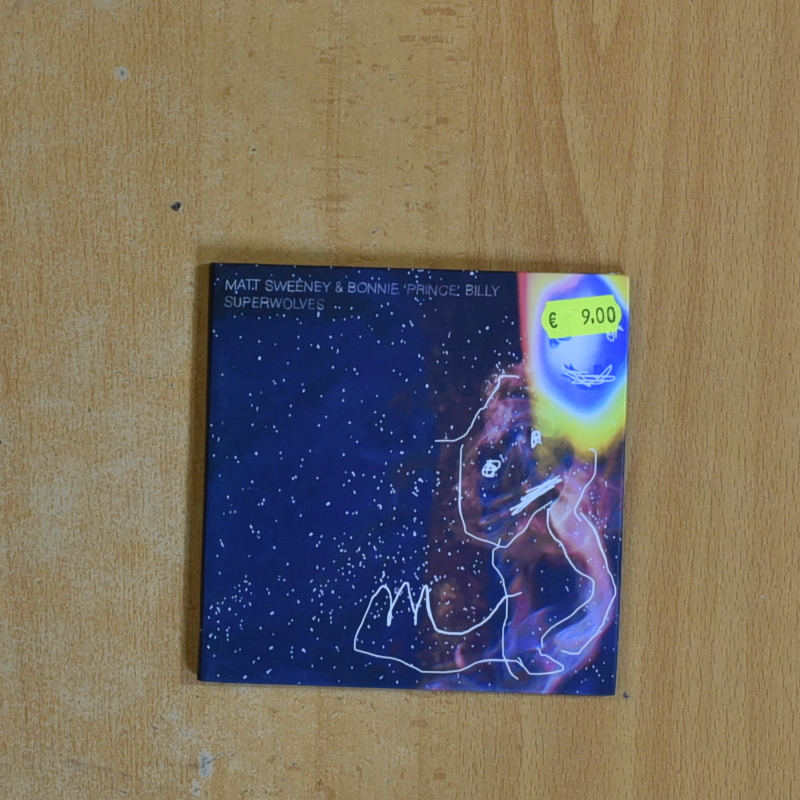 MATT SWEENEY & BONNIE 'PRINCE' BILLY
SUPERWOLVES
€ 9,00